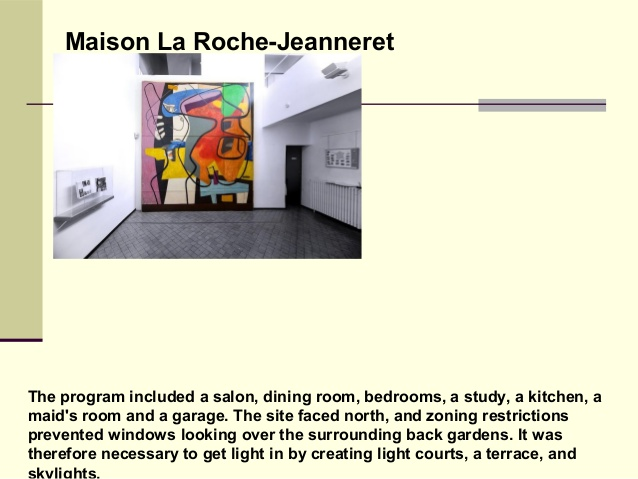 Maison La Roche-Jeanneret
The program included a salon, dining room, bedrooms, a study, a kitchen, a
maid's room and a garage. The site faced north, and zoning restrictions
prevented windows looking over the surrounding back gardens. It was
therefore necessary to get light in by creating light courts, a terrace, and
skylights.